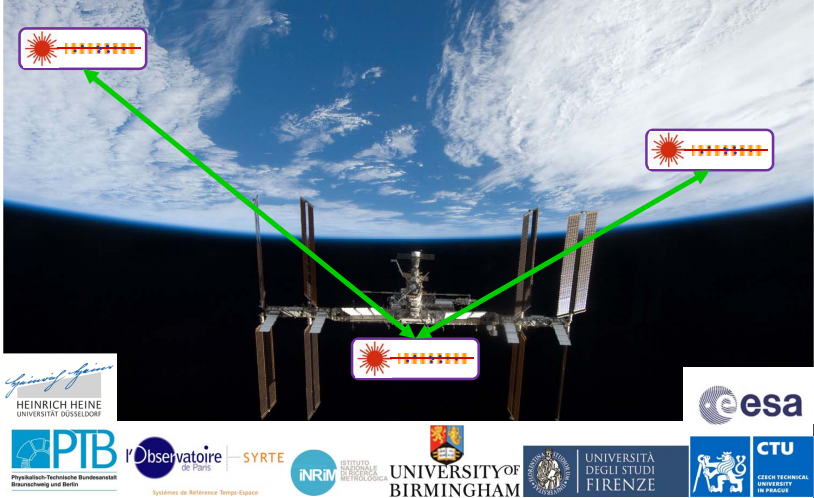 Heinrich Heine
HEINRICH HEINE
UNIVERSITÄT DÜSSELDORF
esa
PTB
Physikalisch-Technische Bundesanstalt
Braunschweig und Berlin
l'Observatoire
de Paris
SYRTE
Systèmes de Référence Temps-Espace
INRiM
ISTITUTO
NAZIONALE
DI RICERCA
METROLOGICA
UNIVERSITY OF
BIRMINGHAM
UNIVERSITÀ
DEGLI STUDI
FIRENZE
CTU
CZECH TECHNICAL
UNIVERSITY
IN PRAGUE